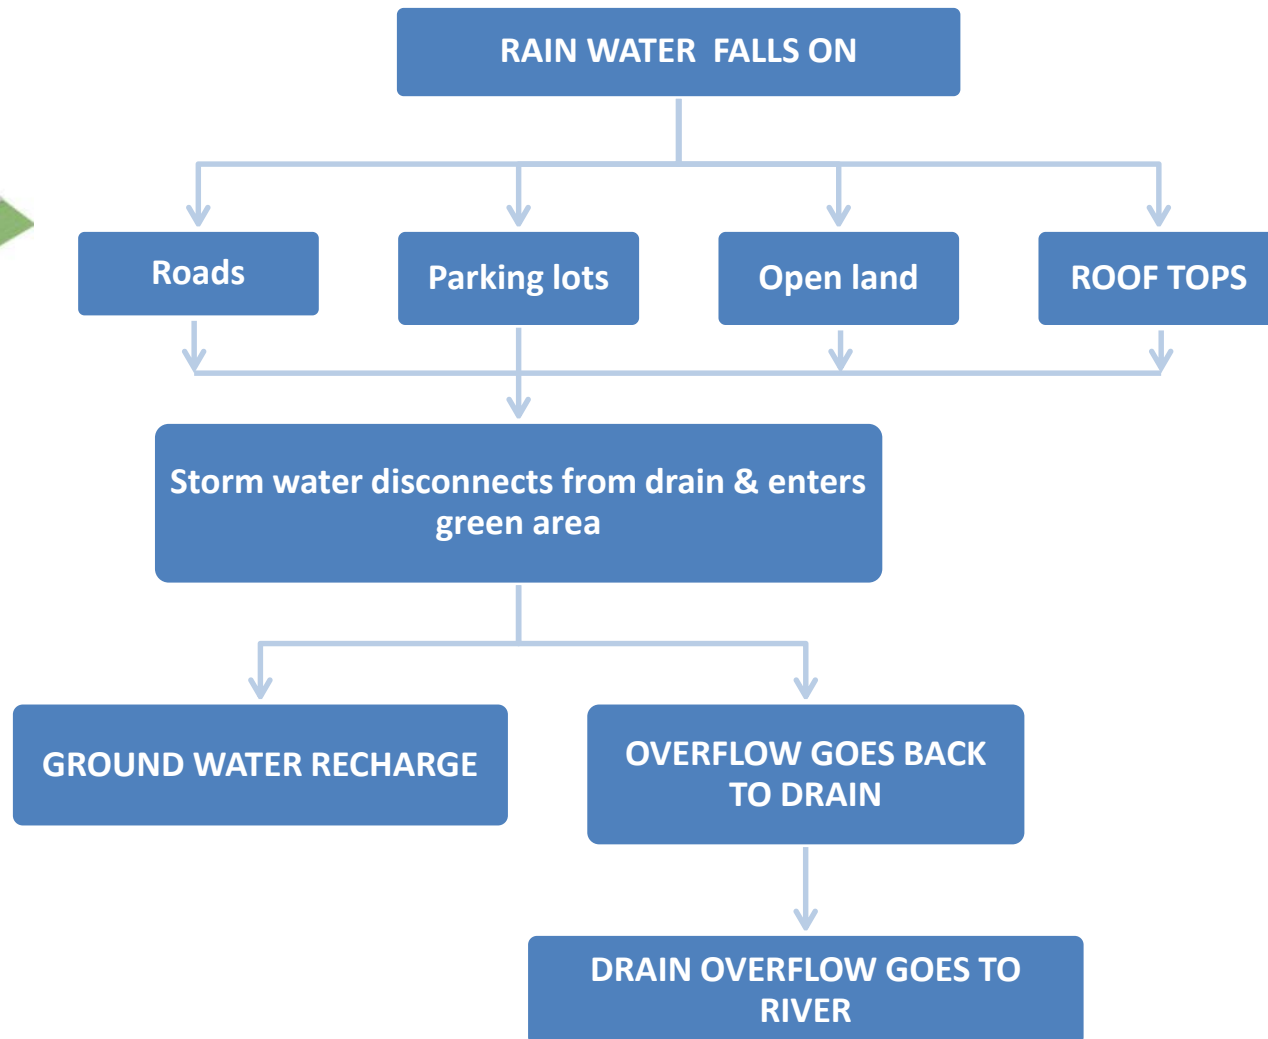 RAIN WATER FALLS ON
Roads
Parking lots
Open land
ROOF TOPS
Storm water disconnects from drain & enters
green area
GROUND WATER RECHARGE
OVERFLOW GOES BACK
TO DRAIN
DRAIN OVERFLOW GOES TO
RIVER